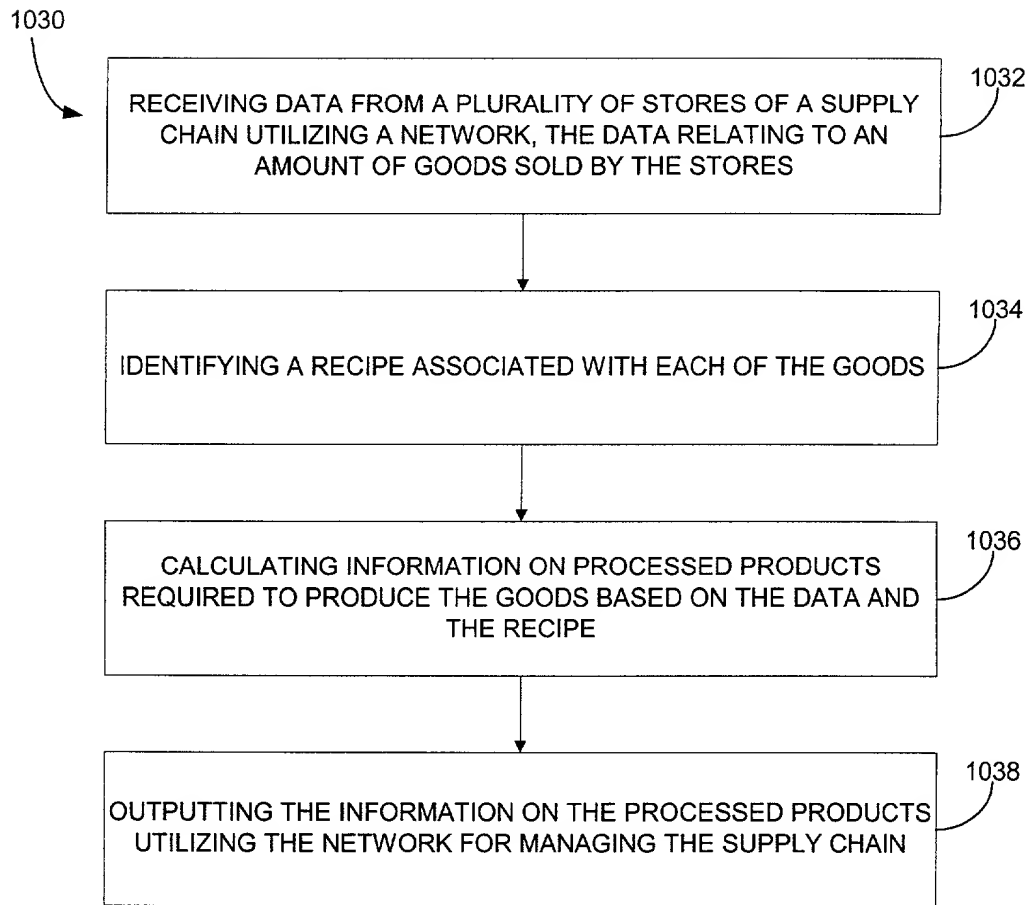 1030
1032
RECEIVING DATA FROM A PLURALITY OF STORES OF A SUPPLY
CHAIN UTILIZING A NETWORK, THE DATA RELATING TO AN
AMOUNT OF GOODS SOLD BY THE STORES
1034
IDENTIFYING A RECIPE ASSOCIATED WITH EACH OF THE GOODS
1036
CALCULATING INFORMATION ON PROCESSED PRODUCTS
REQUIRED TO PRODUCE THE GOODS BASED ON THE DATA AND
THE RECIPE
1038
OUTPUTTING THE INFORMATION ON THE PROCESSED PRODUCTS
UTILIZING THE NETWORK FOR MANAGING THE SUPPLY CHAIN